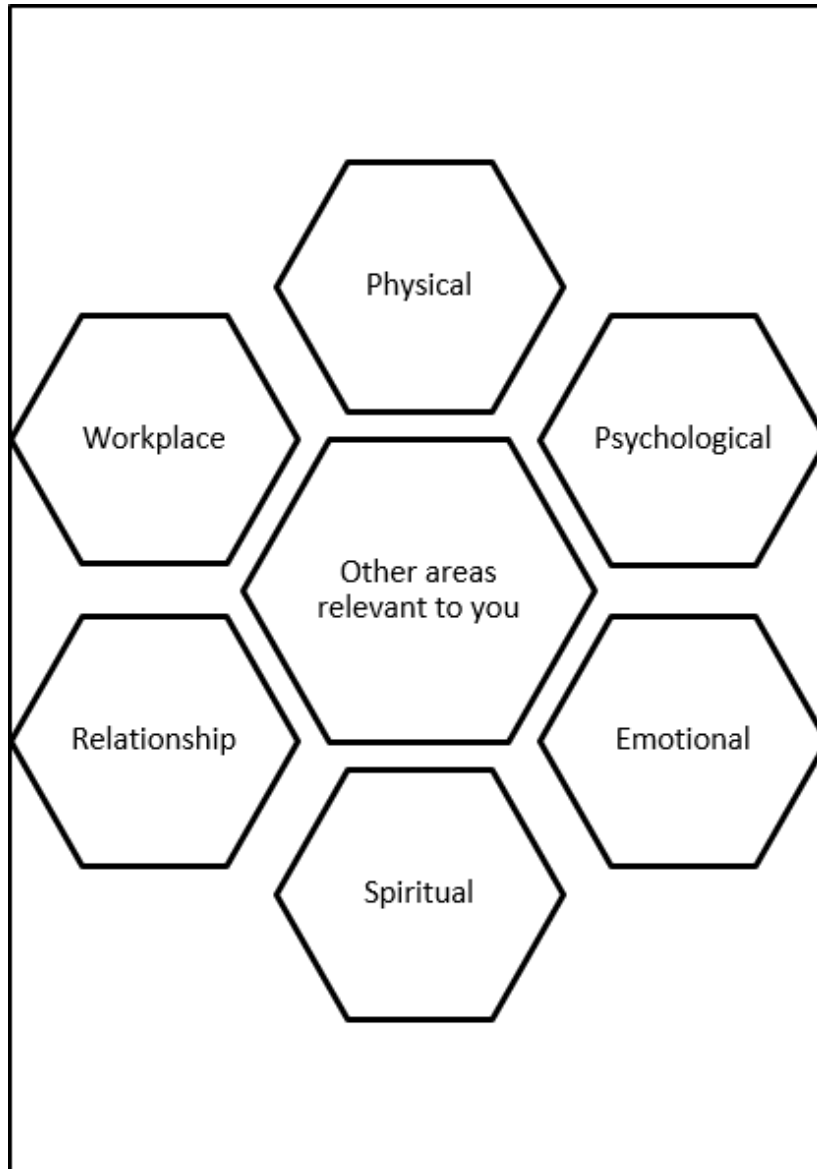 Physical
Workplace
Psychological
Other areas
relevant to you
Relationship
Emotional
Spiritual